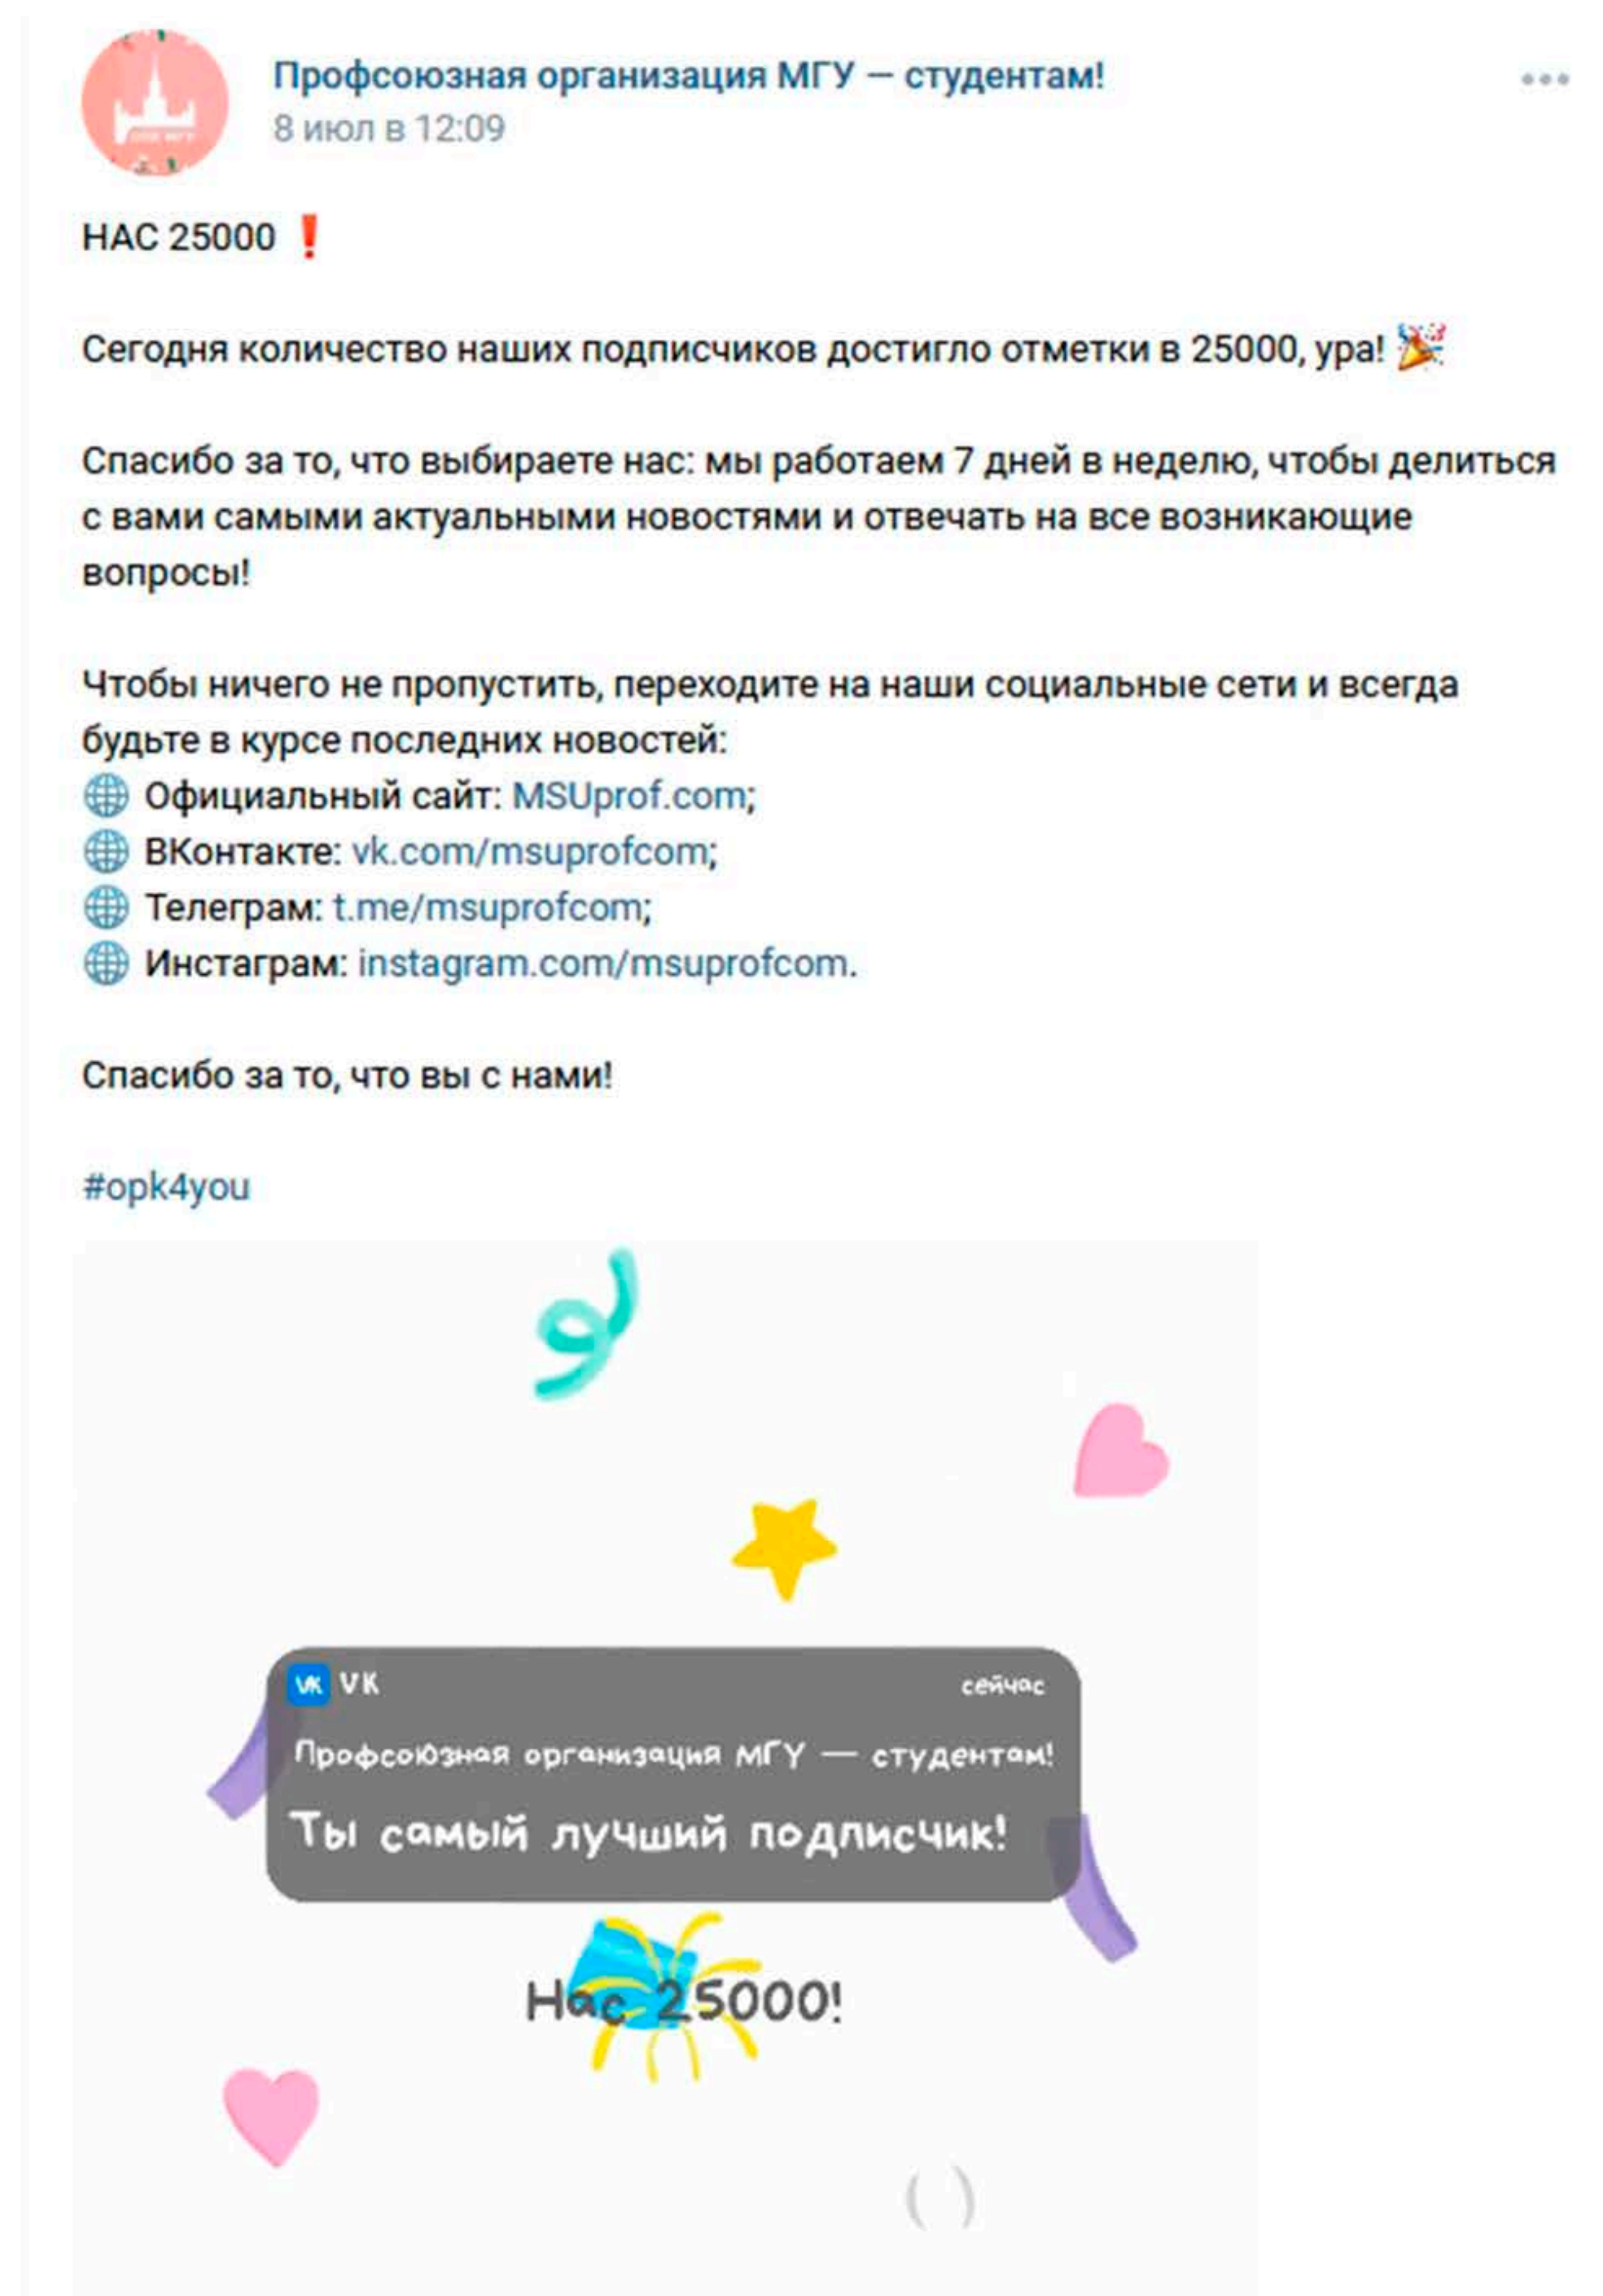 Профсоюзная организация МГУ — студентам!
8 июл в 12:09
НАС 25000❗
Сегодня количество наших подписчиков достигло отметки в 25000, ура! 🎉
Спасибо за то, что выбираете нас: мы работаем 7 дней в неделю, чтобы делиться
с вами самыми актуальными новостями и отвечать на все возникающие
вопросы!
Чтобы ничего не пропустить, переходите на наши социальные сети и всегда
будьте в курсе последних новостей:
🌐 Официальный сайт: MSUprof.com;
🌐 ВКонтакте: vk.com/msuprofcom;
🌐 Телеграм: t.me/msuprofcom;
🌐 Инстаграм: instagram.com/msuprofcom.
Спасибо за то, что вы с нами!
#opk4you
VK VK сейчас
Профсоюзная организация МГУ — студентам!
Ты самый лучший подписчик!
Нас 25000!
( )